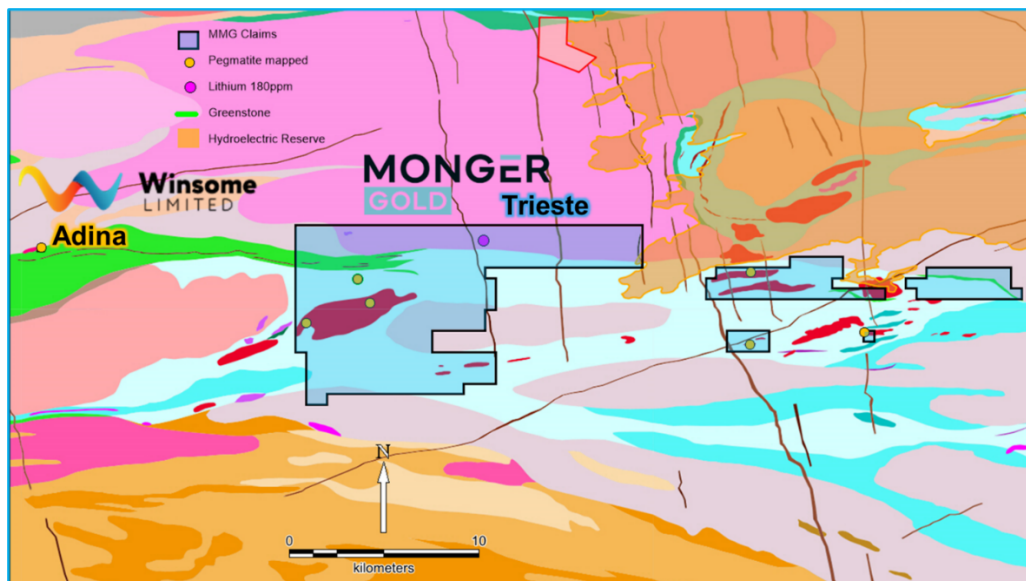 MMG Claims
Pegmatite mapped
Lithium 180ppm
Greenstone
Hydroelectric Reserve
Winsome
LIMITED
MONGER
GOLD
Trieste
Adina
N
0 10
kilometers